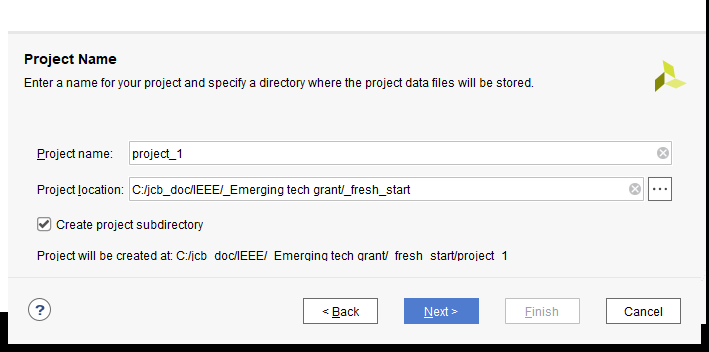 Project Name
Enter a name for your project and specify a directory where the project data files will be stored.
Project name: project_1
Project location: C:/jcb_doc/IEEE/_Emerging tech grant/_fresh_start ...
Create project subdirectory
Project will be created at: C:/jcb_doc/IEEE/_Emerging tech grant/_fresh_start/project_1
? < Back Next > Finish Cancel